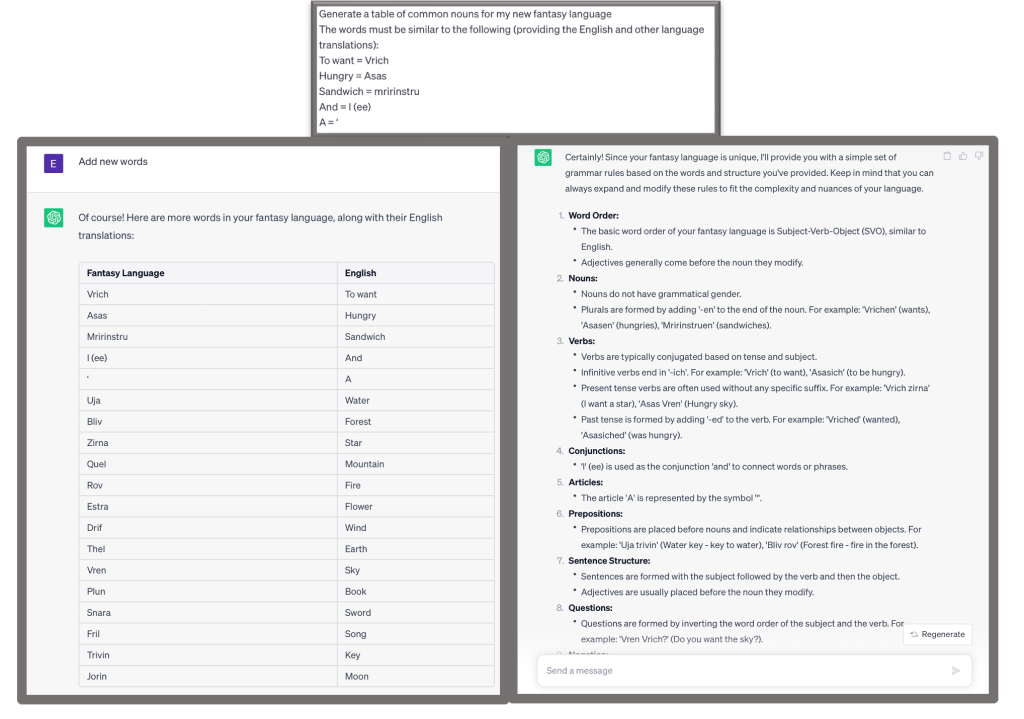 Generate a table of common nouns for my new fantasy language
The words must be similar to the following (providing the English and other language
translations):
To want = Vrich
Hungry = Asas
Sandwich = mririnstru
And = I (ee)
A = ‘
E
Add new words
Of course! Here are more words in your fantasy language, along with their English
translations:
Fantasy Language English
Vrich To want
Asas Hungry
Mririnstru Sandwich
I (ee) And
‘ A
Uja Water
Bliv Forest
Zirna Star
Quel Mountain
Rov Fire
Estra Flower
Drif Wind
Thel Earth
Vren Sky
Plun Book
Snara Sword
Fril Song
Trivin Key
Jorin Moon
Certainly! Since your fantasy language is unique, I'll provide you with a simple set of
grammar rules based on the words and structure you've provided. Keep in mind that you can
always expand and modify these rules to fit the complexity and nuances of your language.
1. Word Order:
• The basic word order of your fantasy language is Subject-Verb-Object (SVO), similar to
English.
• Adjectives generally come before the noun they modify.
2. Nouns:
• Nouns do not have grammatical gender.
• Plurals are formed by adding '-en' to the end of the noun. For example: 'Vrichen' (wants),
'Asasen' (hungries), 'Mririnstruen' (sandwiches).
3. Verbs:
• Verbs are typically conjugated based on tense and subject.
• Infinitive verbs end in '-ich'. For example: 'Vrich' (to want), 'Asasich' (to be hungry).
• Present tense verbs are often used without any specific suffix. For example: 'Vrich zirna'
(I want a star), 'Asas Vren' (Hungry sky).
• Past tense is formed by adding '-ed' to the verb. For example: 'Vriched' (wanted),
'Asasiched' (was hungry).
4. Conjunctions:
• 'I' (ee) is used as the conjunction 'and' to connect words or phrases.
5. Articles:
• The article 'A' is represented by the symbol '''.
6. Prepositions:
• Prepositions are placed before nouns and indicate relationships between objects. For
example: 'Uja trivin' (Water key - key to water), 'Bliv rov' (Forest fire - fire in the forest).
7. Sentence Structure:
• Sentences are formed with the subject followed by the verb and then the object.
• Adjectives are usually placed before the noun they modify.
8. Questions:
• Questions are formed by inverting the word order of the subject and the verb. For
example: 'Vren Vrich?' (Do you want the sky?).
Regenerate
Send a message